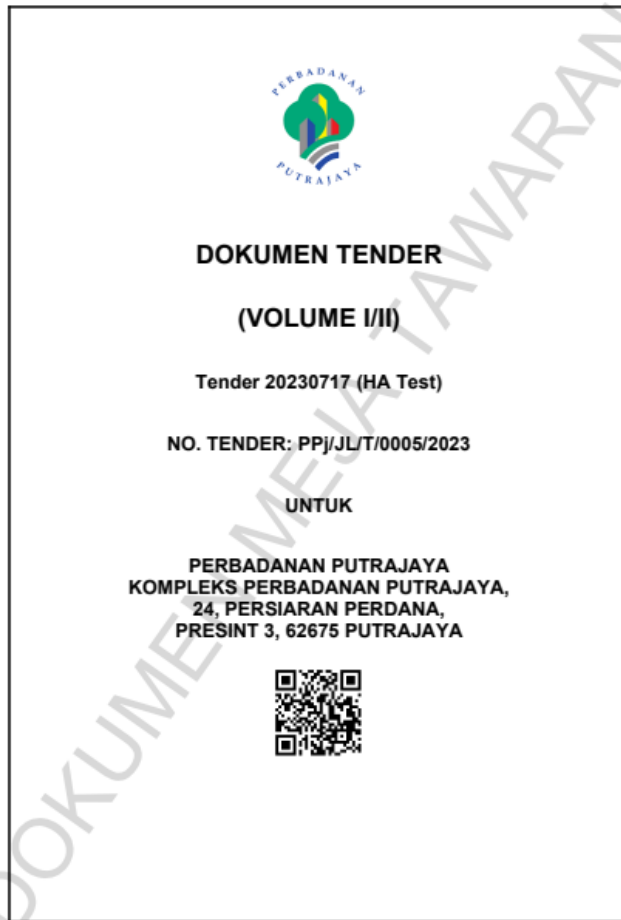 PERBADANAN
PUTRAJAYA
DOKUMEN TENDER
(VOLUME I/II)
Tender 20230717 (HA Test)
NO. TENDER: PPj/JL/T/0005/2023
UNTUK
PERBADANAN PUTRAJAYA
KOMPLEKS PERBADANAN PUTRAJAYA,
24, PERSIARAN PERDANA,
PRESINT 3, 62675 PUTRAJAYA
DOKUMEN MEJA TAWARAN